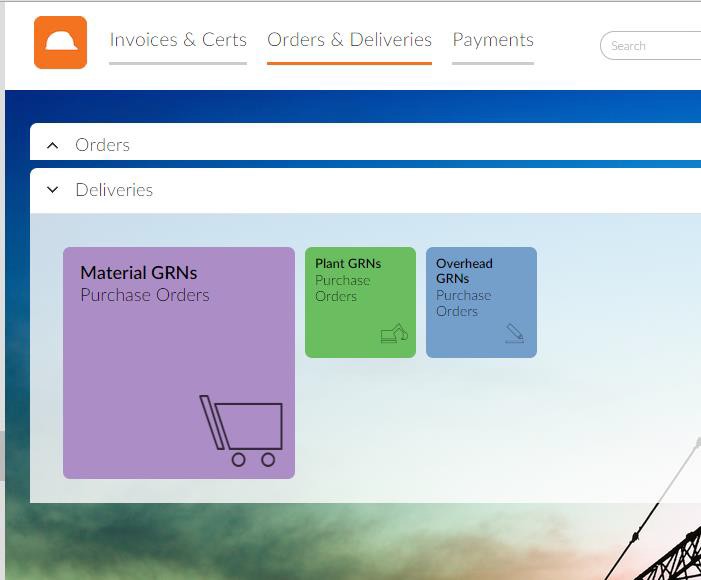 Invoices & Certs Orders & Deliveries Payments Search
Orders
Deliveries
Material GRNs
Purchase Orders
Plant GRNs
Purchase
Orders
Overhead
GRNs
Purchase
Orders